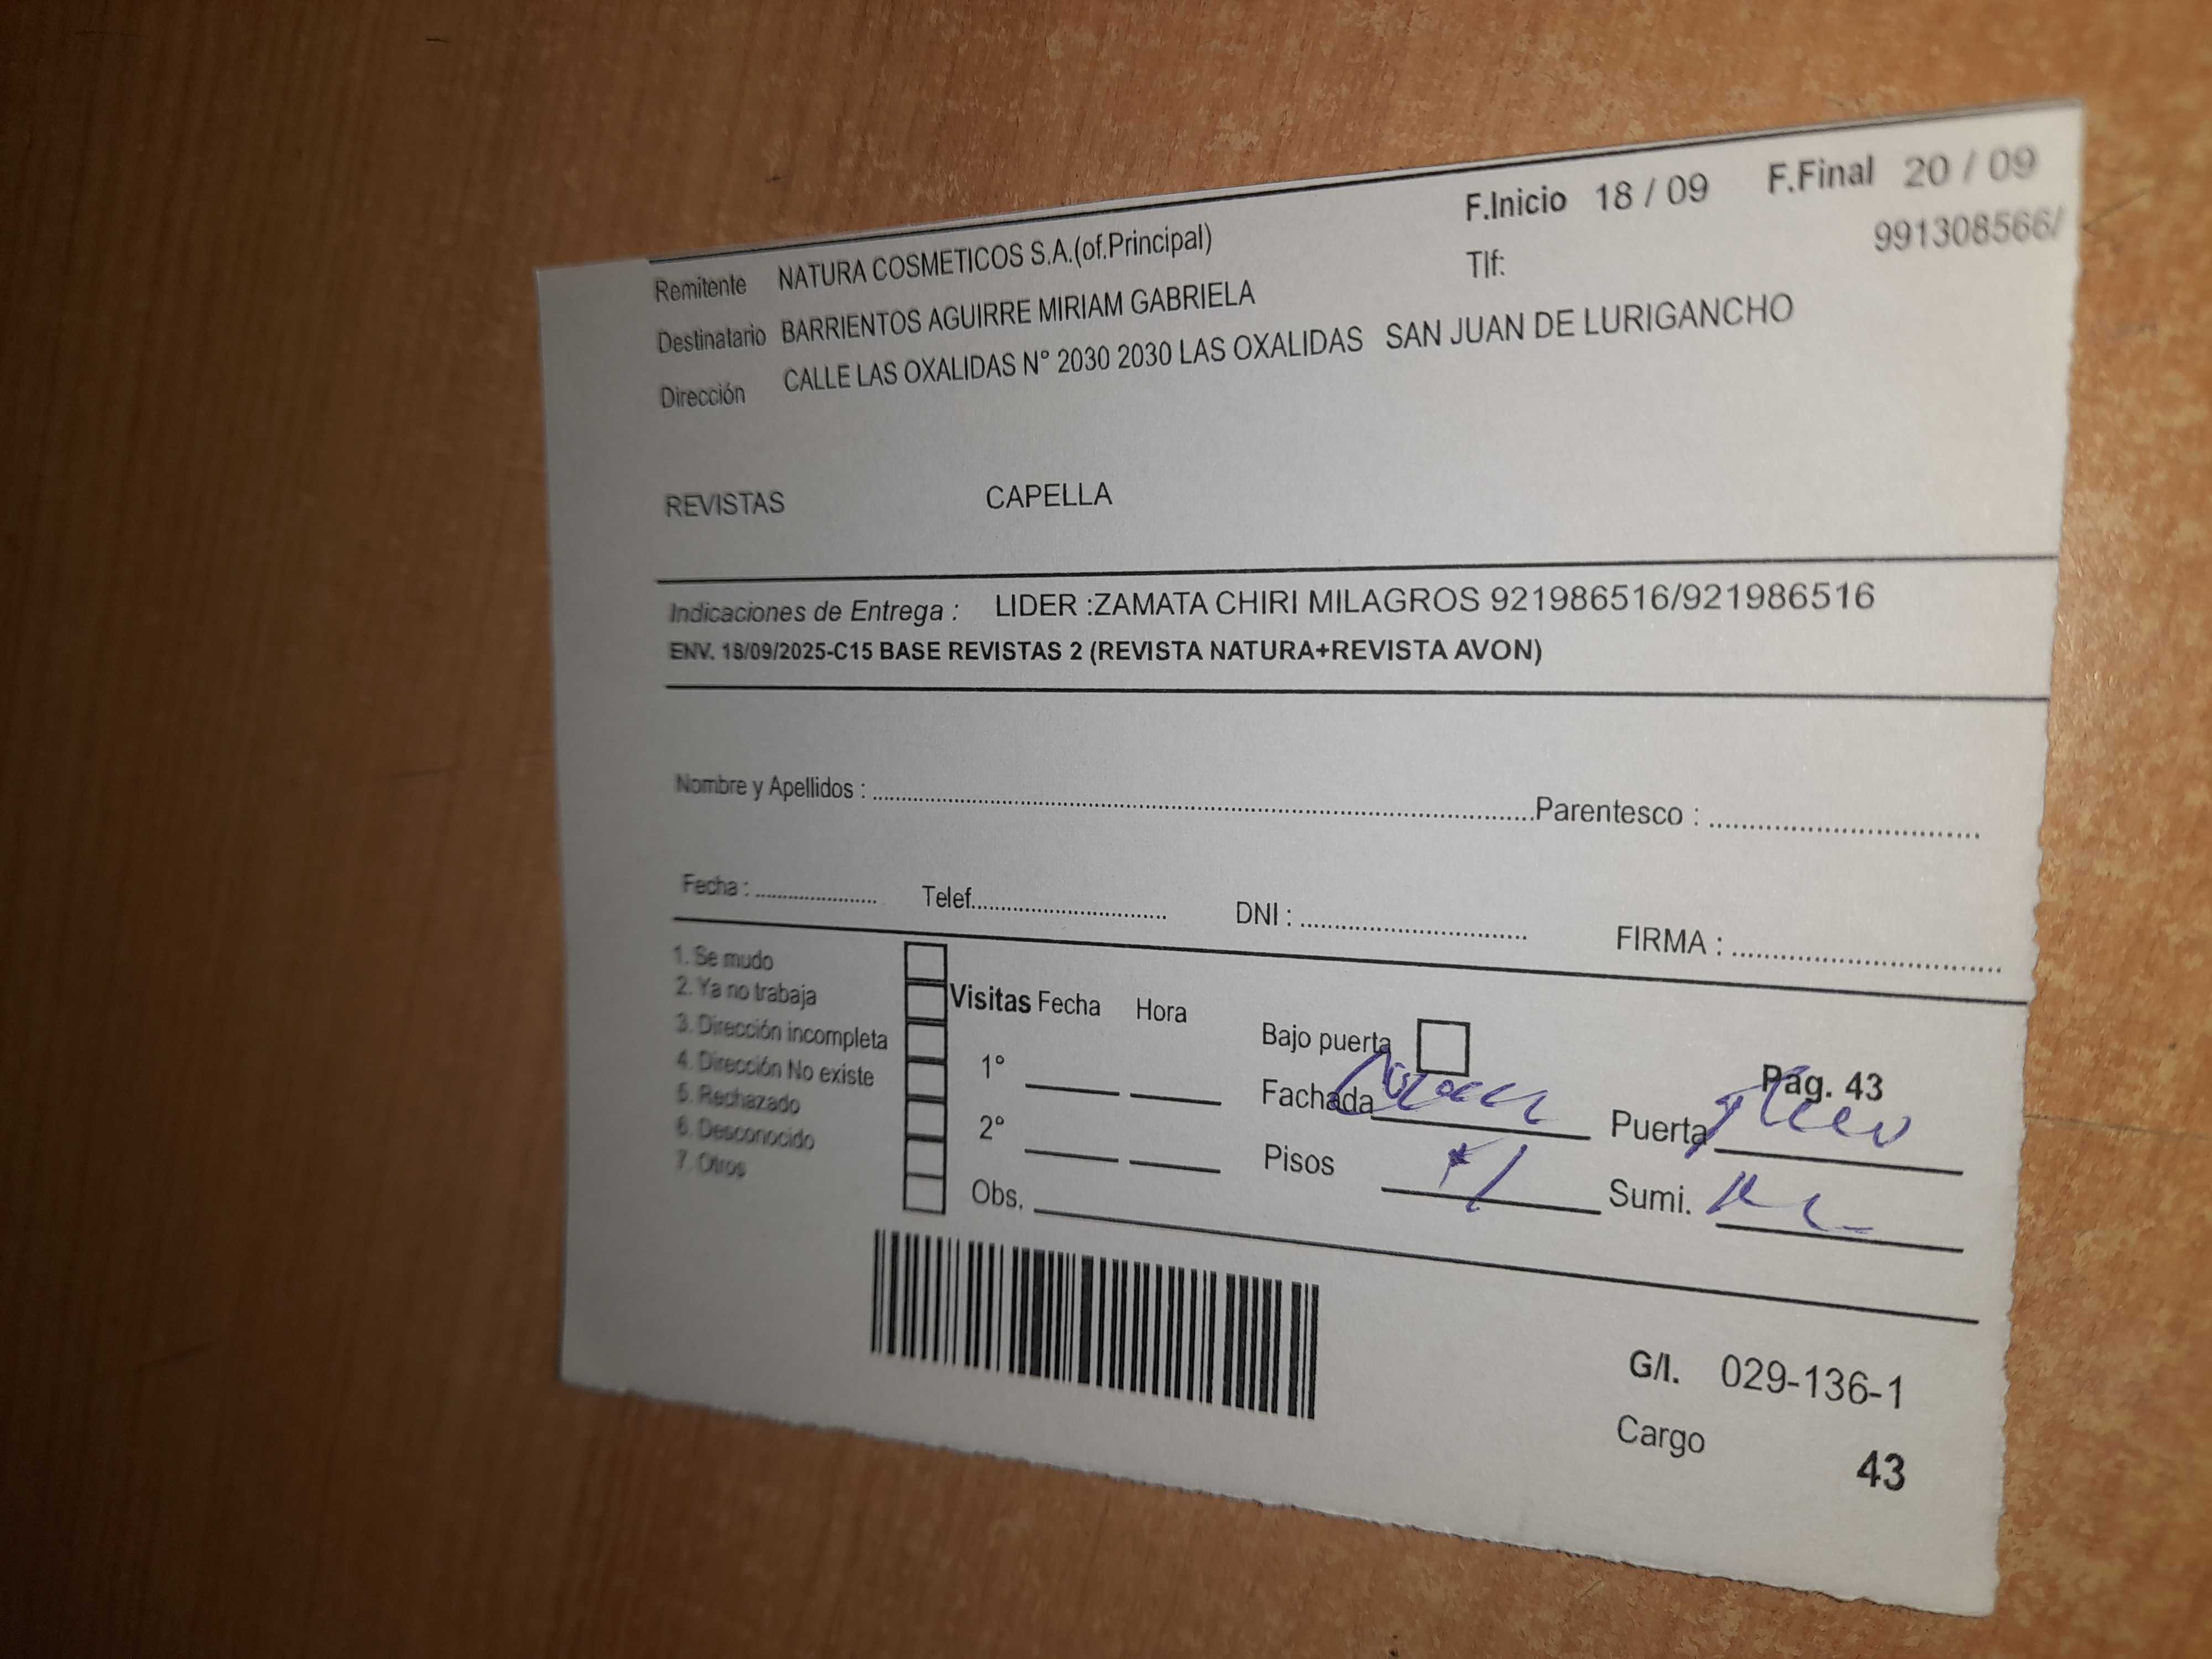 F.Inicio 18 / 09 F.Final 20 / 09
Remitente NATURA COSMETICOS S.A.(of.Principal) Tlf: 991308566/
Destinatario BARRIENTOS AGUIRRE MIRIAM GABRIELA
Dirección CALLE LAS OXALIDAS N° 2030 2030 LAS OXALIDAS SAN JUAN DE LURIGANCHO
REVISTAS CAPELLA
Indicaciones de Entrega : LIDER :ZAMATA CHIRI MILAGROS 921986516/921986516
ENV. 18/09/2025-C15 BASE REVISTAS 2 (REVISTA NATURA+REVISTA AVON)
Nombre y Apellidos : Parentesco :
Fecha : Telef. DNI : FIRMA :
1. Se mudo
2. Ya no trabaja
3. Dirección incompleta
4. Dirección No existe
5. Rechazado
6. Desconocido
7. Otros
Visitas Fecha Hora
1°
2°
Obs.
Bajo puerta
Pag. 43
Fachada Puerta
Pisos Sumi.
G/I. 029-136-1
Cargo 43